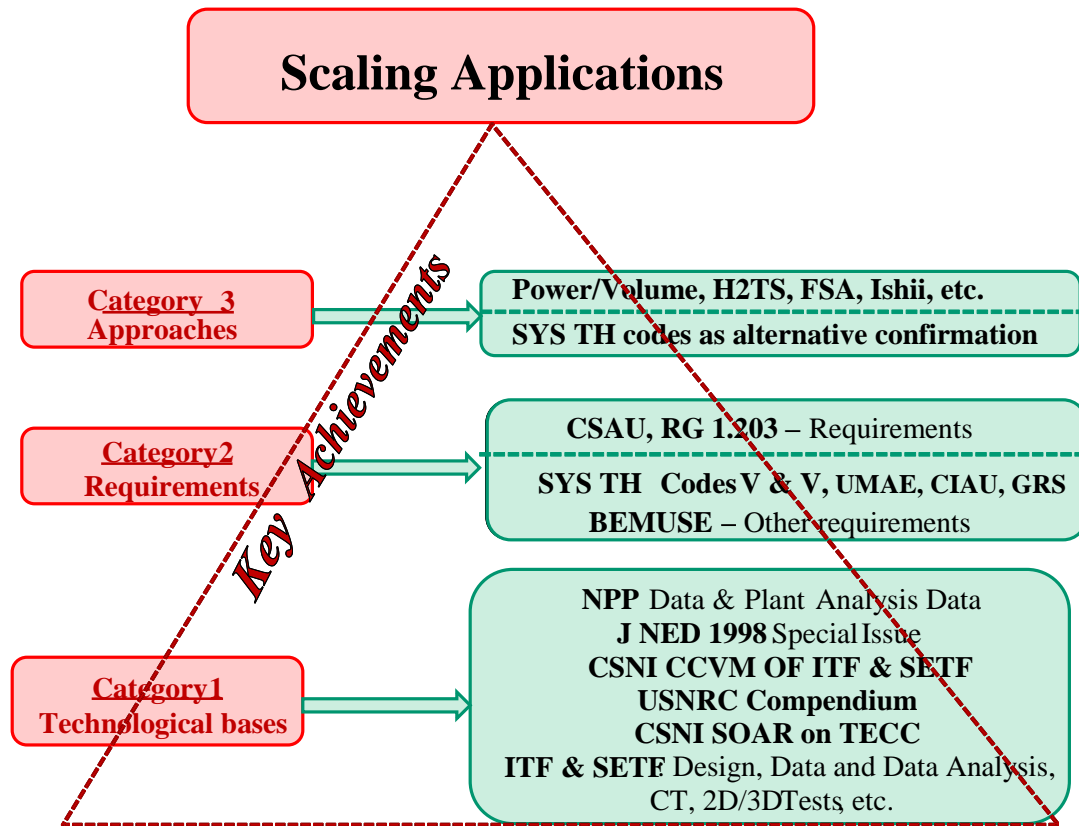 Scaling Applications
Key Achievements
Category 3
Approaches
Power/Volume, H2TS, FSA, Ishii, etc.
SYS TH codes as alternative confirmation
Category2
Requirements
CSAU, RG 1.203 – Requirements
SYS TH Codes V & V, UMAE, CIAU, GRS
BEMUSE – Other requirements
Category1
Technological bases
NPP Data & Plant Analysis Data
J NED 1998 Special Issue
CSNI CCVM OF ITF & SETF
USNRC Compendium
CSNI SOAR on TECC
ITF & SETF: Design, Data and Data Analysis,
CT, 2D/3DTests, etc.